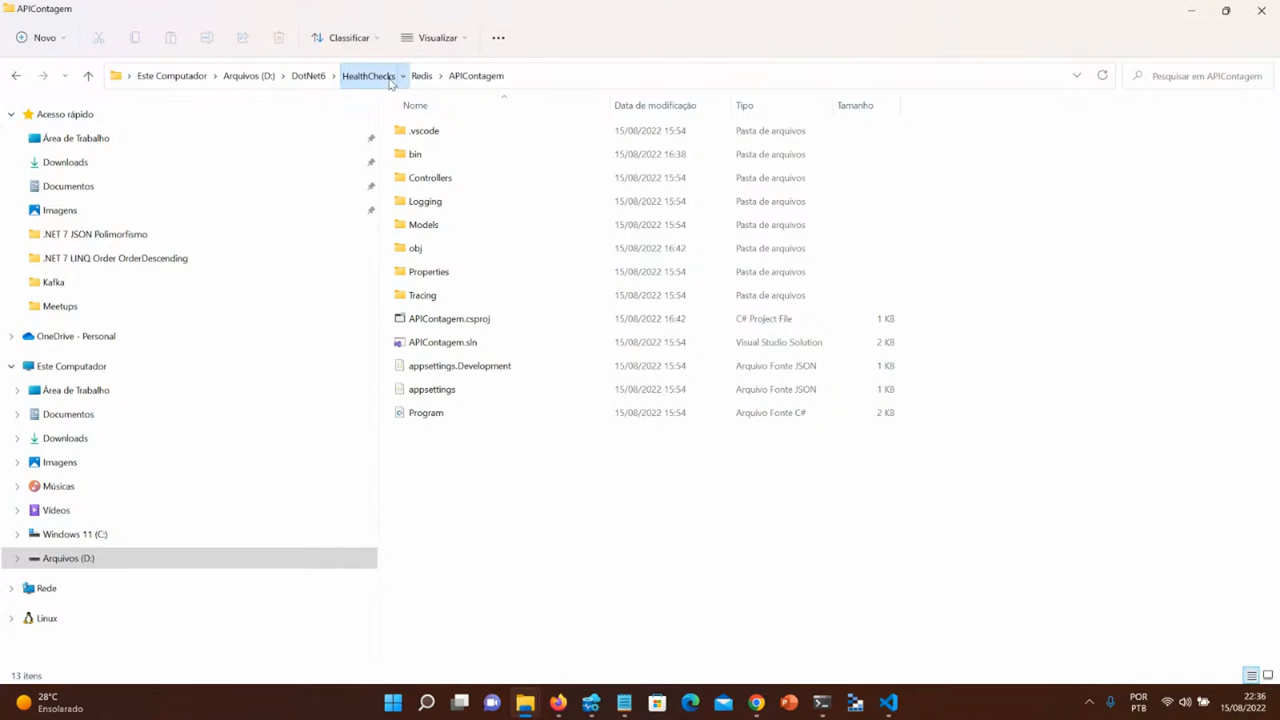 APIContagem
Novo
Classificar
Visualizar
Este Computador
Arquivos (D:)
DotNet6
HealthChecks
Redis
APIContagem
Pesquisar em APIContagem
Acesso rápido
Área de Trabalho
Downloads
Documentos
Imagens
.NET 7 JSON Polimorfismo
.NET 7 LINQ Order OrderDescending
Kafka
Meetups
OneDrive - Personal
Este Computador
Área de Trabalho
Documentos
Downloads
Imagens
Músicas
Vídeos
Windows 11 (C:)
Arquivos (D:)
Rede
Linux
Nome Data de modificação Tipo Tamanho
.vscode 15/08/2022 15:54 Pasta de arquivos
bin 15/08/2022 16:38 Pasta de arquivos
Controllers 15/08/2022 15:54 Pasta de arquivos
Logging 15/08/2022 15:54 Pasta de arquivos
Models 15/08/2022 15:54 Pasta de arquivos
obj 15/08/2022 16:42 Pasta de arquivos
Properties 15/08/2022 15:54 Pasta de arquivos
Tracing 15/08/2022 15:54 Pasta de arquivos
APIContagem.csproj 15/08/2022 16:42 C# Project File 1 KB
APIContagem.sln 15/08/2022 15:54 Visual Studio Solution 2 KB
appsettings.Development 15/08/2022 15:54 Arquivo Fonte JSON 1 KB
appsettings 15/08/2022 15:54 Arquivo Fonte JSON 1 KB
Program 15/08/2022 15:54 Arquivo Fonte C# 2 KB
13 itens
28°C
Ensolarado
POR
PTB
22:36
15/08/2022